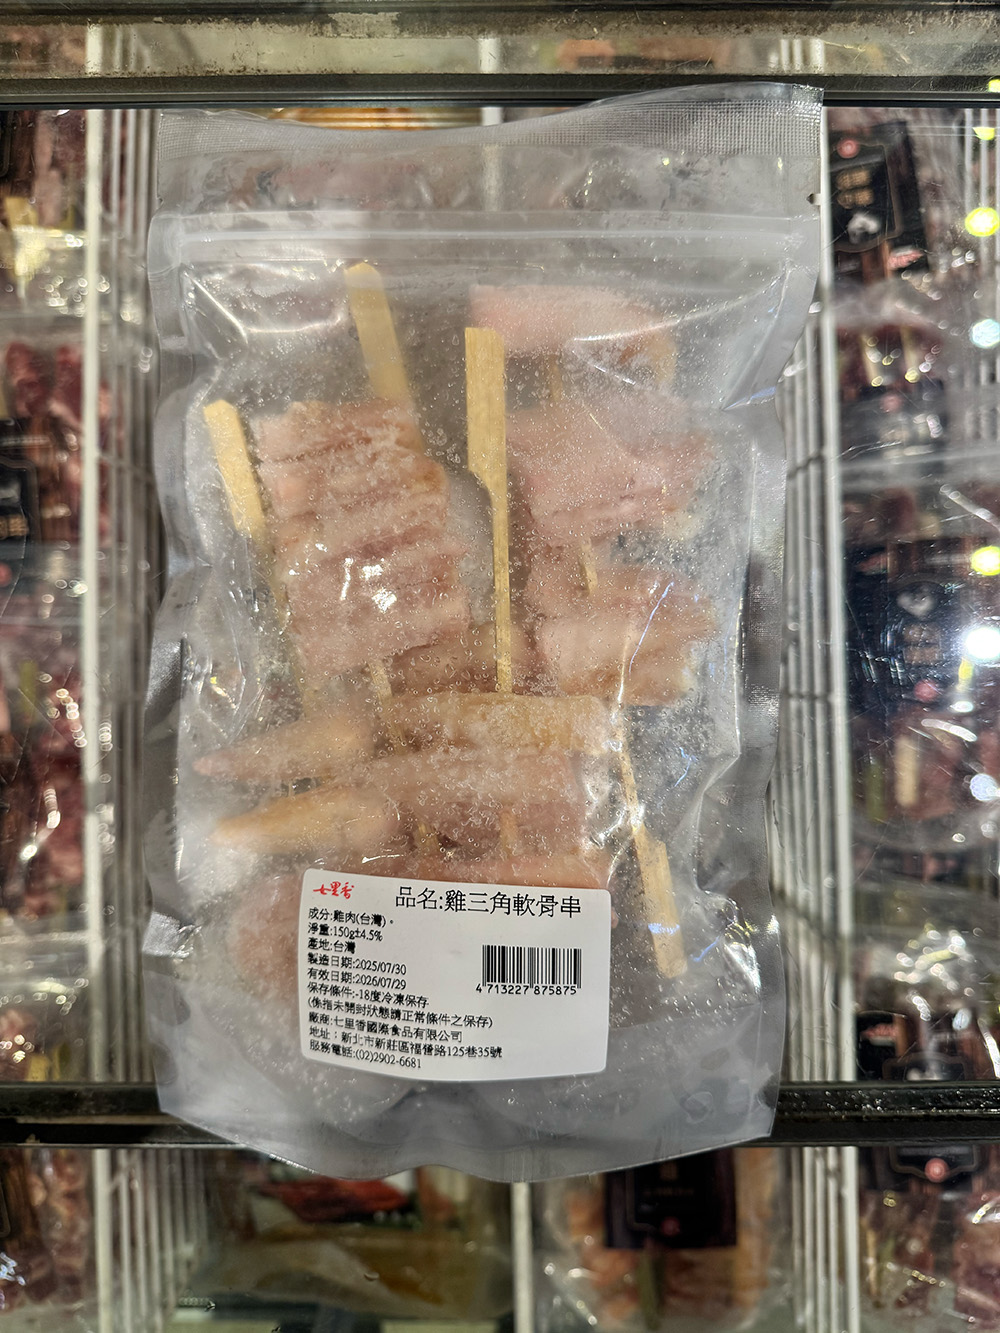 七里香
品名:雞三角軟骨串
成分:雞肉(台灣)。
淨重:150g±4.5%
產地:台灣
製造日期:2025/07/30
有效日期:2026/07/29
保存條件:-18度冷凍保存
(係指未開封狀態請正常條件之保存)
廠商:七里香國際食品有限公司
地址:新北市新莊區福營路125巷35號
服務電話:(02)2902-6681
4 713227 875875